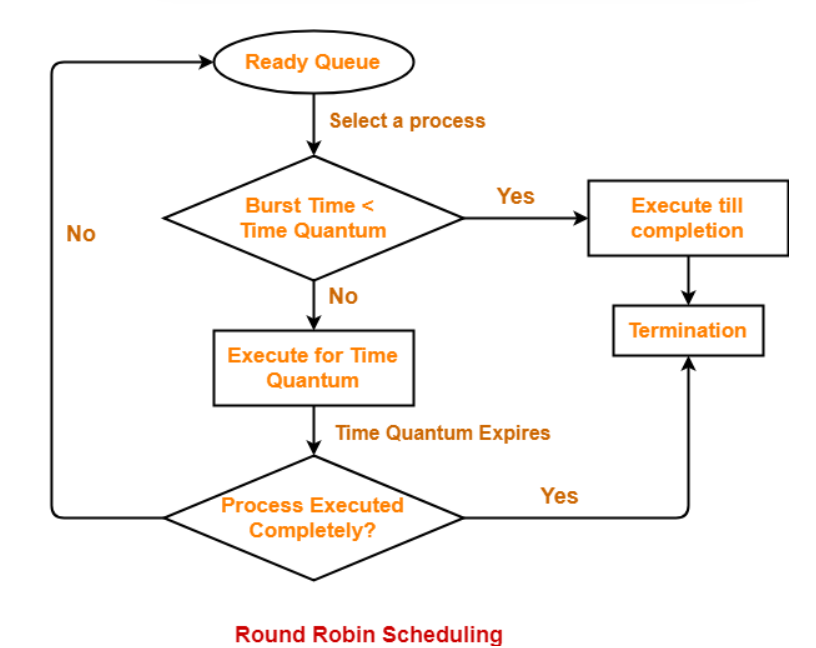 Ready Queue
Select a process
Burst Time <
Time Quantum
Yes
Execute till
completion
No
No
Termination
Execute for Time
Quantum
Time Quantum Expires
Process Executed
Completely?
Yes
Round Robin Scheduling